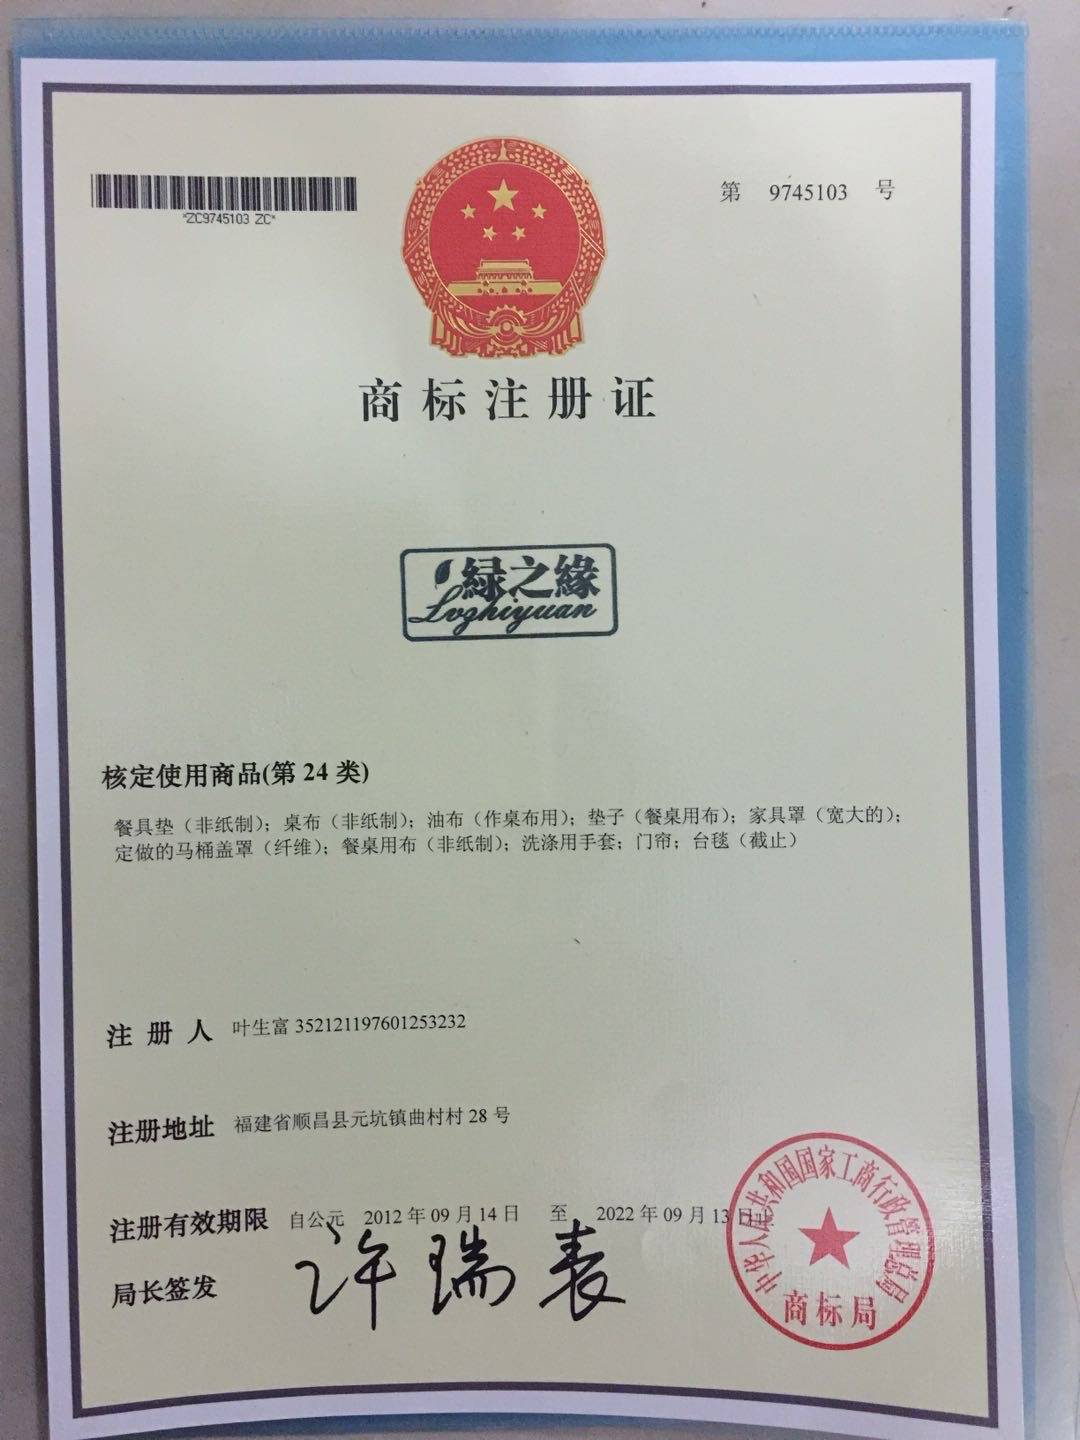 *ZC9745103 ZC*
第 9745103 号
商标注册证
綠之緣
Lvzhiyuan
核定使用商品(第 24 类)
餐具垫（非纸制）；桌布（非纸制）；油布（作桌布用）；垫子（餐桌用布）；家具罩（宽大的）；
定做的马桶盖罩（纤维）；餐桌用布（非纸制）；洗涤用手套；门帘；台毯（截止）
注册人 叶生富 352121197601253232
注册地址 福建省顺昌县元坑镇曲村村 28 号
注册有效期限 自公元 2012 年 09 月 14 日 至 2022 年 09 月 13 日止
局长签发 许瑞表
中华人民共和国国家工商行政管理总局
商标局